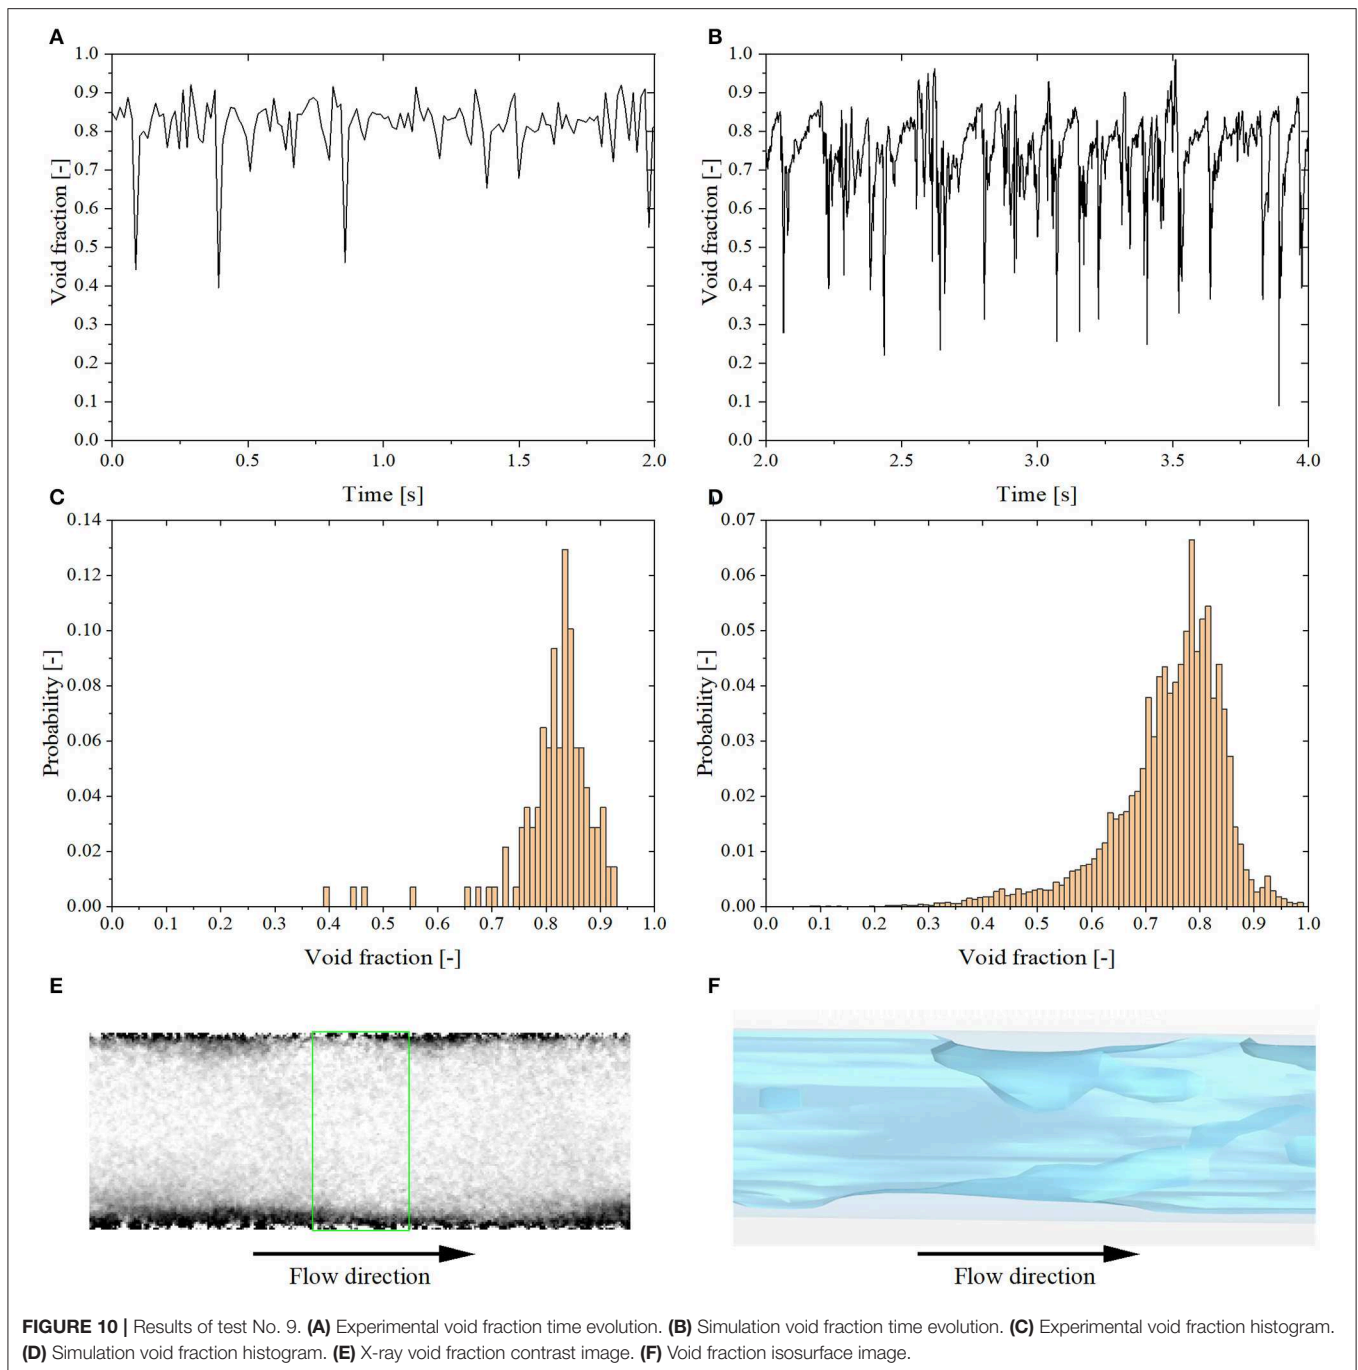 A
1.0
0.9
0.8
0.7
0.6
0.5
0.4
0.3
0.2
0.1
0.0
Void fraction [-]
0.0 0.5 1.0 1.5 2.0
Time [s]
B
1.0
0.9
0.8
0.7
0.6
0.5
0.4
0.3
0.2
0.1
0.0
Void fraction [-]
2.0 2.5 3.0 3.5 4.0
Time [s]
C
0.14
0.12
0.10
0.08
0.06
0.04
0.02
0.00
Probability [-]
0.0 0.1 0.2 0.3 0.4 0.5 0.6 0.7 0.8 0.9 1.0
Void fraction [-]
D
0.07
0.06
0.05
0.04
0.03
0.02
0.01
0.00
Probability [-]
0.0 0.1 0.2 0.3 0.4 0.5 0.6 0.7 0.8 0.9 1.0
Void fraction [-]
E
Flow direction
F
Flow direction
FIGURE 10 | Results of test No. 9. (A) Experimental void fraction time evolution. (B) Simulation void fraction time evolution. (C) Experimental void fraction histogram.
(D) Simulation void fraction histogram. (E) X-ray void fraction contrast image. (F) Void fraction isosurface image.